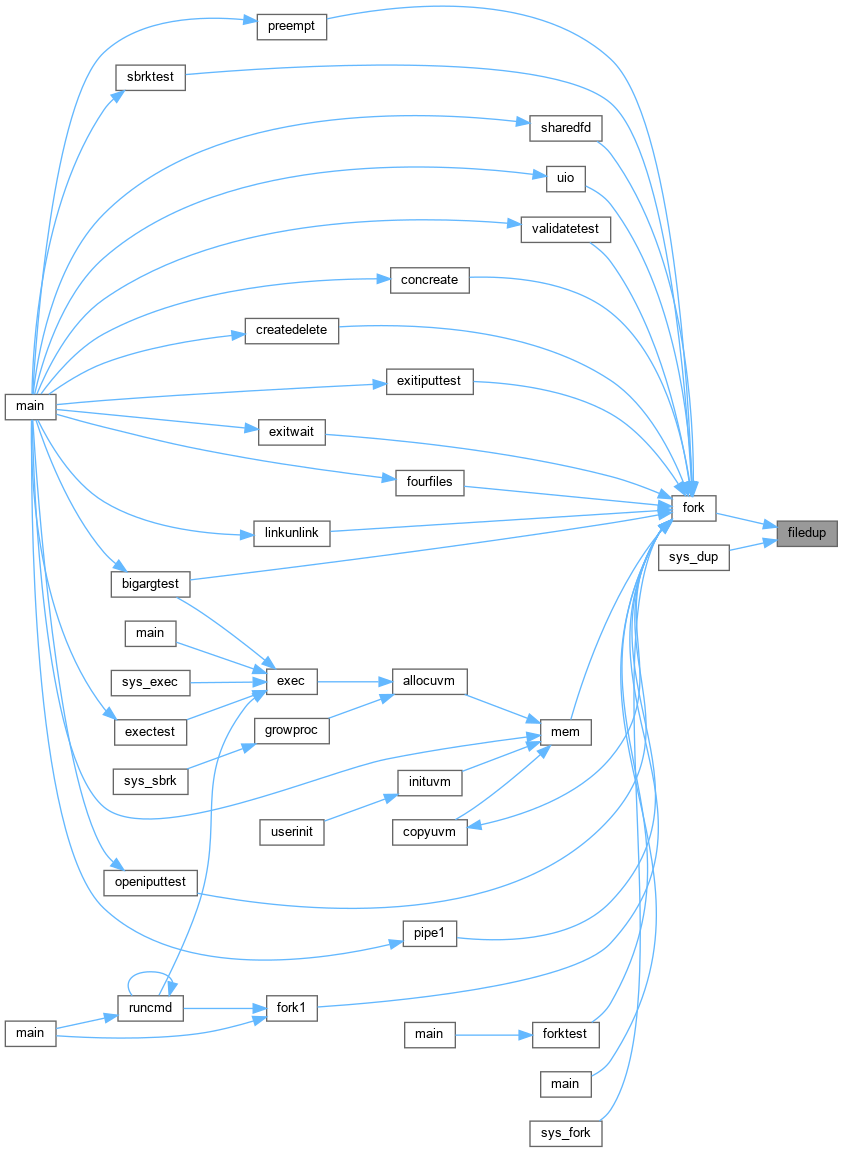 preempt
sbrktest
sharedfd
uio
validatetest
concreate
createdelete
exitiputtest
main
exitwait
fourfiles
fork
linkunlink
filedup
sys_dup
bigargtest
main
sys_exec
exec
allocuvm
exectest
growproc
mem
sys_sbrk
inituvm
userinit
copyuvm
openiputtest
pipe1
runcmd
fork1
main
main
forktest
main
sys_fork